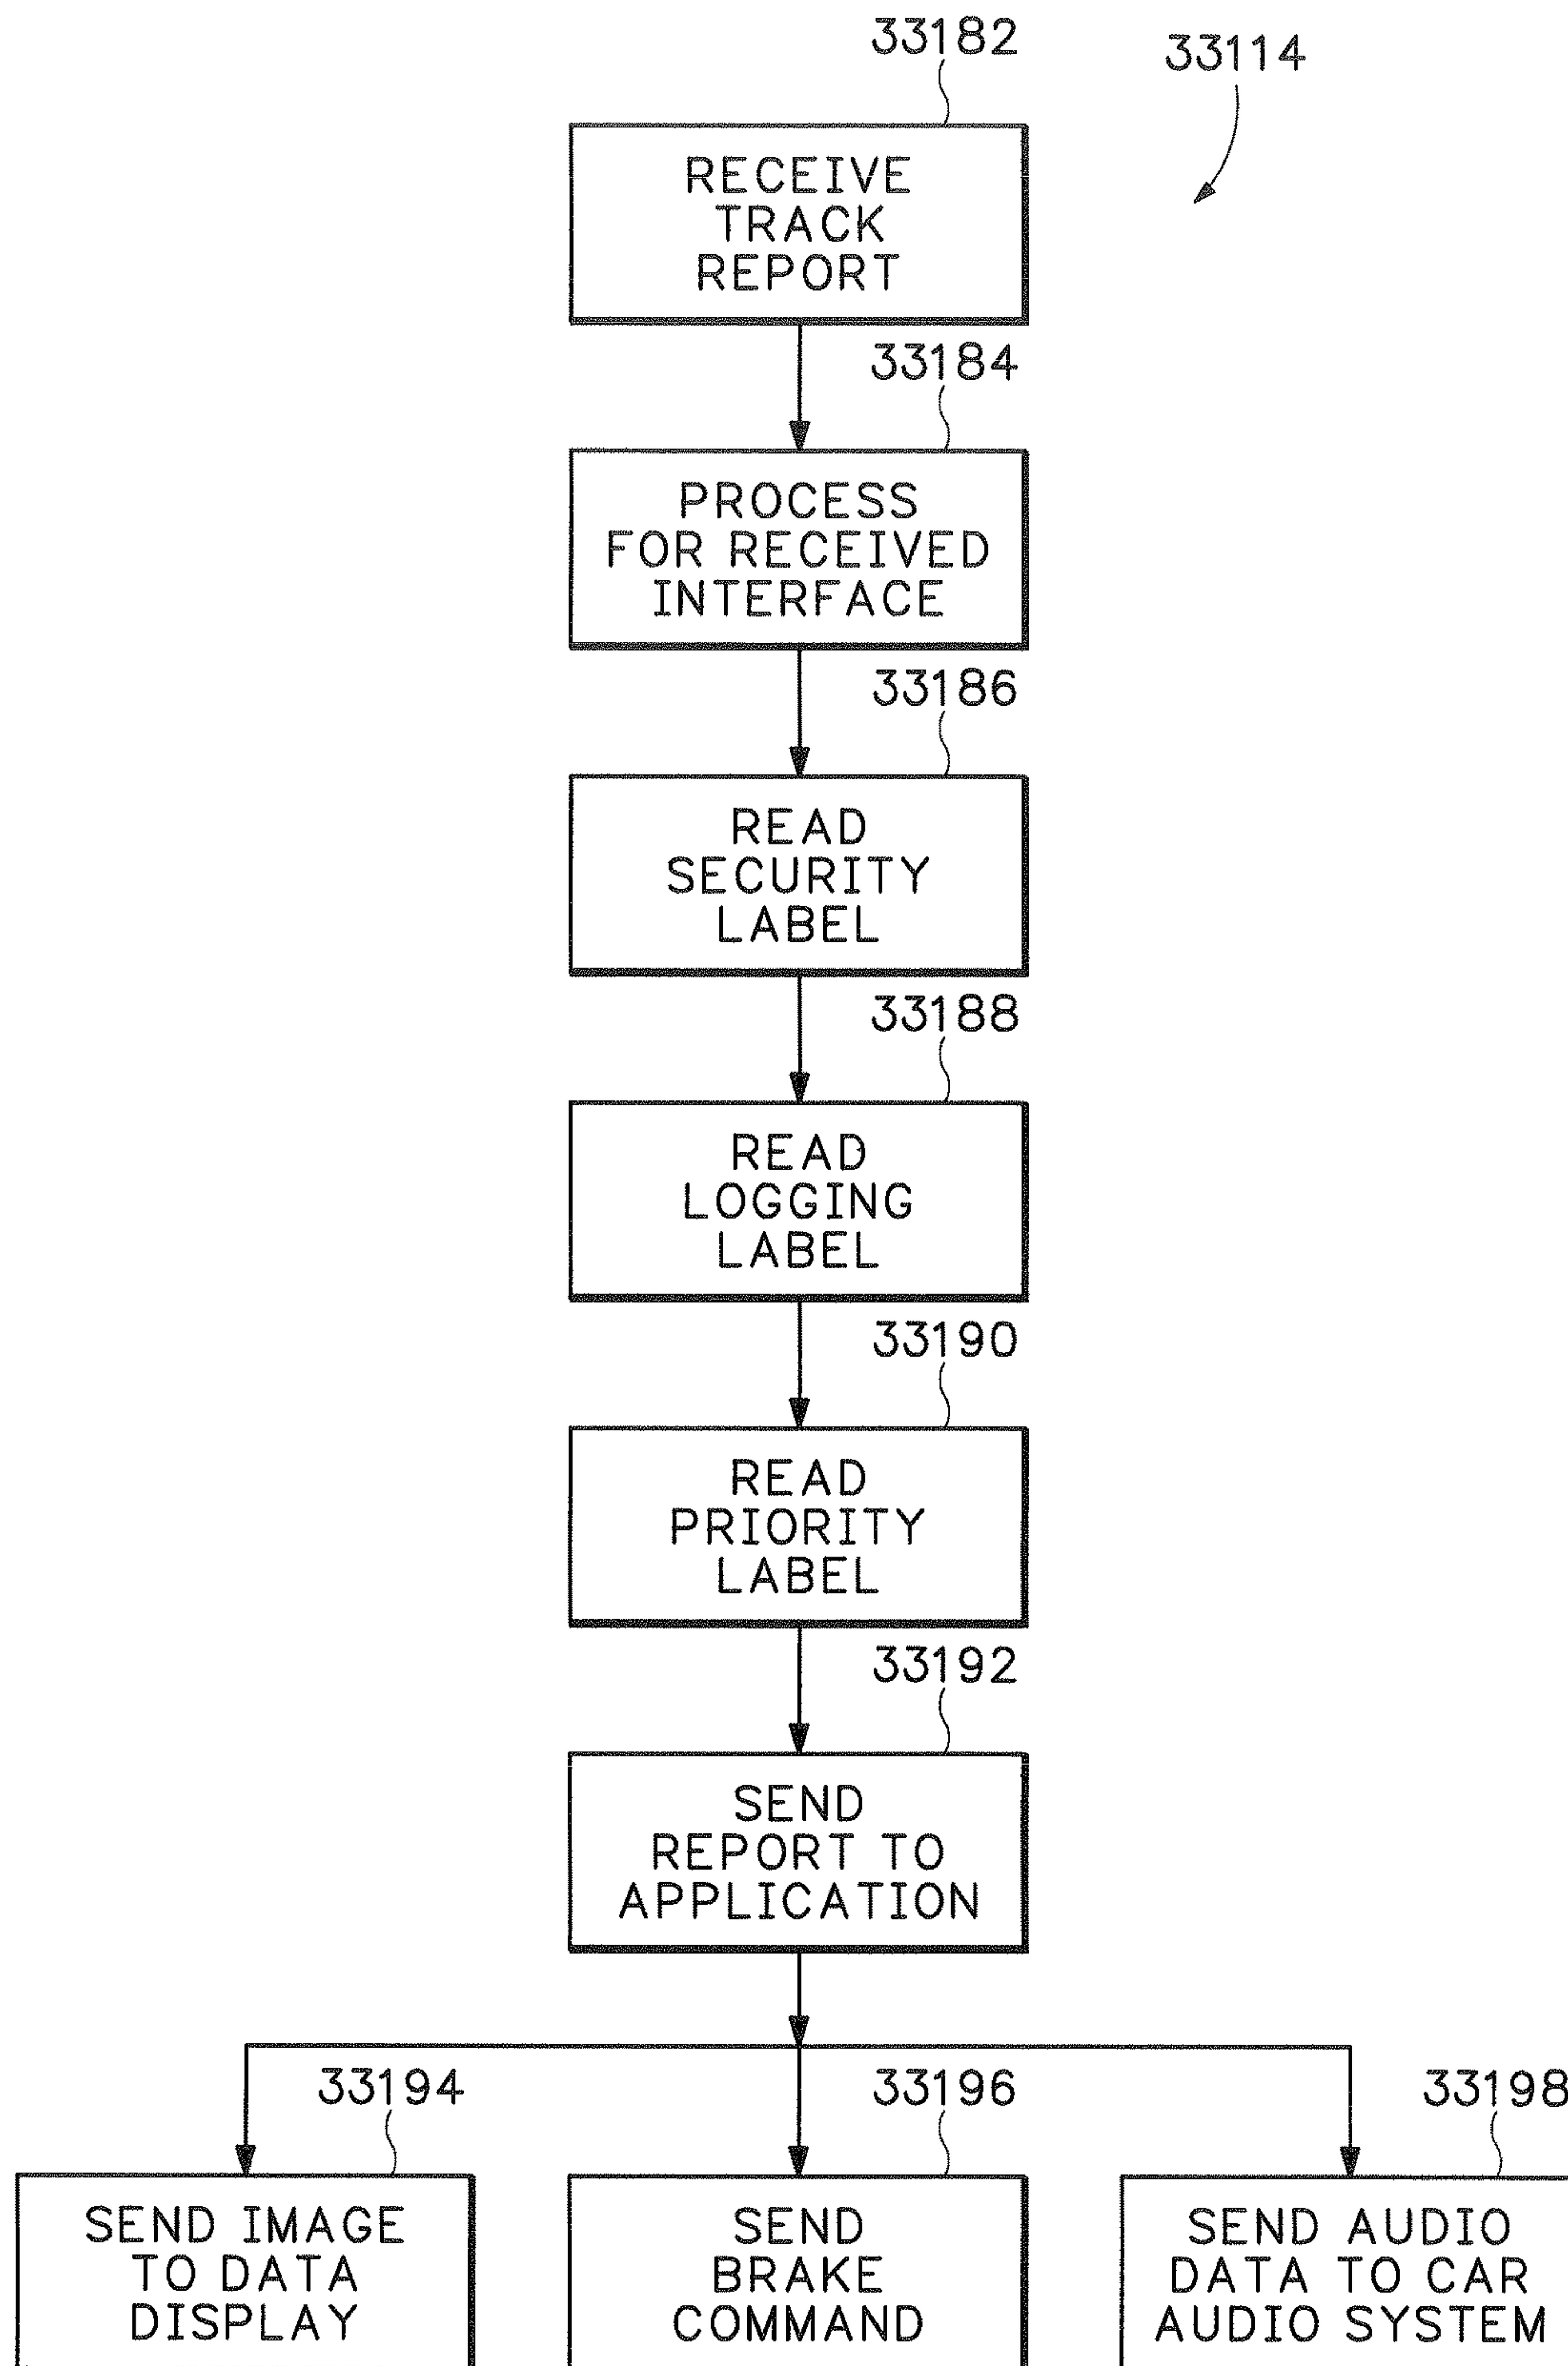 33182
33114
RECEIVE
TRACK
REPORT
33184
PROCESS
FOR RECEIVED
INTERFACE
33186
READ
SECURITY
LABEL
33188
READ
LOGGING
LABEL
33190
READ
PRIORITY
LABEL
33192
SEND
REPORT TO
APPLICATION
33194
SEND IMAGE
TO DATA
DISPLAY
33196
SEND
BRAKE
COMMAND
33198
SEND AUDIO
DATA TO CAR
AUDIO SYSTEM